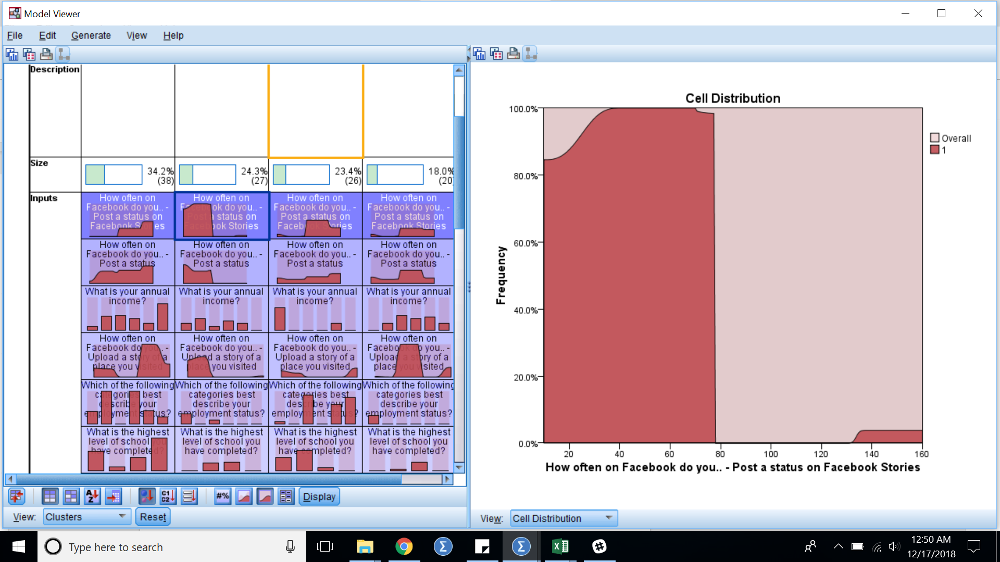 Model Viewer
File Edit Generate View Help
Description
Size
34.2%
(38)
24.3%
(27)
23.4%
(26)
18.0%
(20)
Inputs
How often on
Facebook do you.. -
Post a status on
Facebook Stories
How often on
Facebook do you.. -
Post a status on
Facebook Stories
How often on
Facebook do you.. -
Post a status on
Facebook Stories
How often on
Facebook do you.. -
Post a status on
Facebook Stories
How often on
Facebook do you.. -
Post a status
How often on
Facebook do you.. -
Post a status
How often on
Facebook do you.. -
Post a status
How often on
Facebook do you.. -
Post a status
What is your annual
income?
What is your annual
income?
What is your annual
income?
What is your annual
income?
How often on
Facebook do you.. -
Upload a story of a
place you visited
How often on
Facebook do you.. -
Upload a story of a
place you visited
How often on
Facebook do you.. -
Upload a story of a
place you visited
How often on
Facebook do you.. -
Upload a story of a
place you visited
Which of the following
categories best
describe your
employment status?
Which of the following
categories best
describe your
employment status?
Which of the following
categories best
describe your
employment status?
Which of the following
categories best
describe your
employment status?
What is the highest
level of school you
have completed?
What is the highest
level of school you
have completed?
What is the highest
level of school you
have completed?
What is the highest
level of school you
have completed?
A Z
C1
C2
#%
Display
View: Clusters Reset
Cell Distribution
100.0%
80.0%
60.0%
40.0%
20.0%
0.0%
Frequency
20 40 60 80 100 120 140 160
How often on Facebook do you.. - Post a status on Facebook Stories
Overall
1
View: Cell Distribution
Type here to search
12:50 AM
12/17/2018